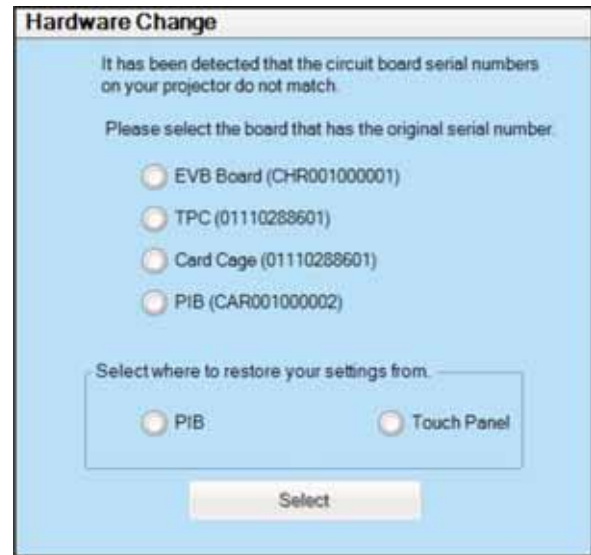 Hardware Change
It has been detected that the circuit board serial numbers
on your projector do not match.
Please select the board that has the original serial number.
EVB Board (CHR001000001)
TPC (01110288601)
Card Cage (01110288601)
PIB (CAR001000002)
Select where to restore your settings from.
PIB Touch Panel
Select